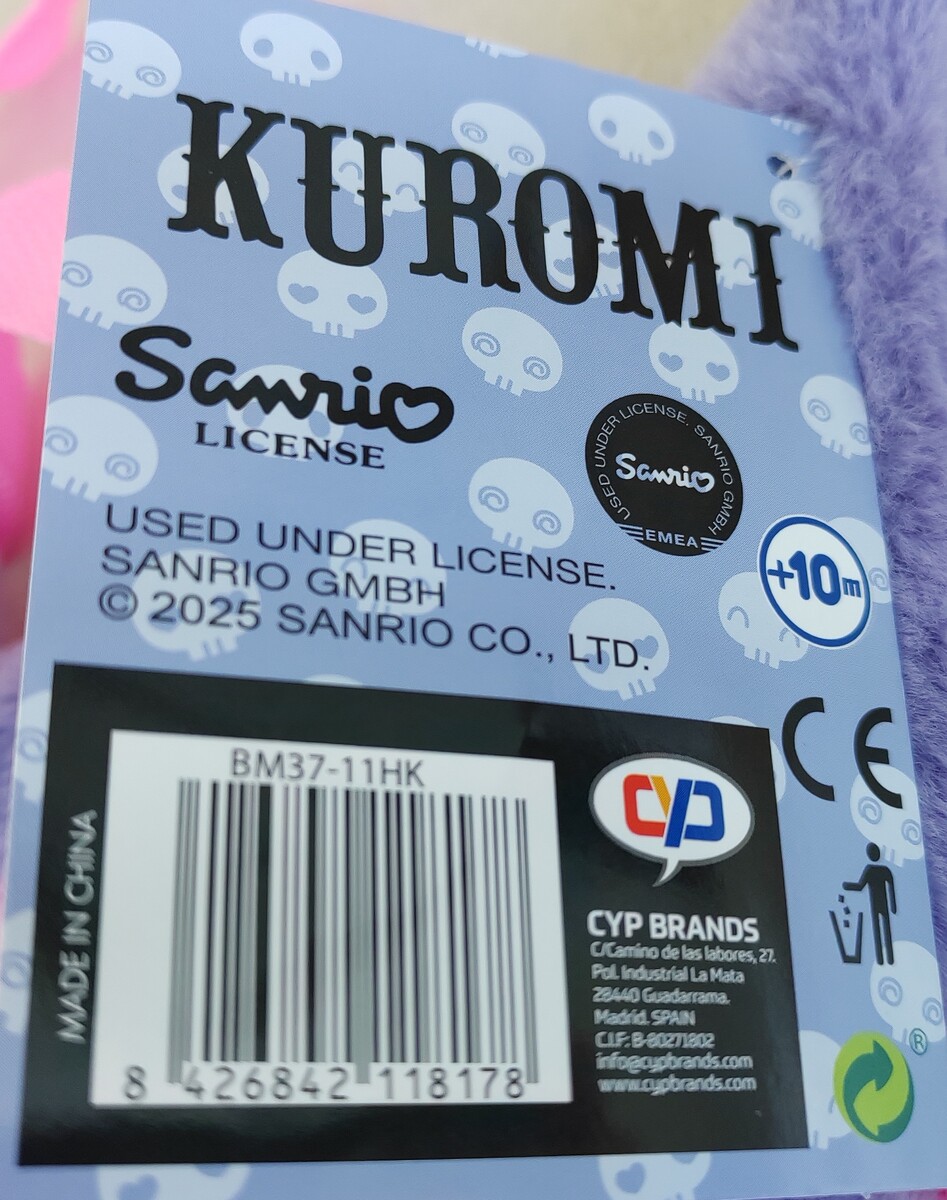 KUROMI
Sanrio
LICENSE
USED UNDER LICENSE. SANRIO GMBH
Sanrio
EMEA
USED UNDER LICENSE.
SANRIO GMBH
© 2025 SANRIO CO., LTD.
+10m
CE
MADE IN CHINA
BM37-11HK
8 426842 118178
CYP
CYP BRANDS
C/Camino de las labores, 27.
Pol. Industrial La Mata
28440 Guadarrama.
Madrid. SPAIN
C.I.F: B-80271802
info@cypbrands.com
www.cypbrands.com
®